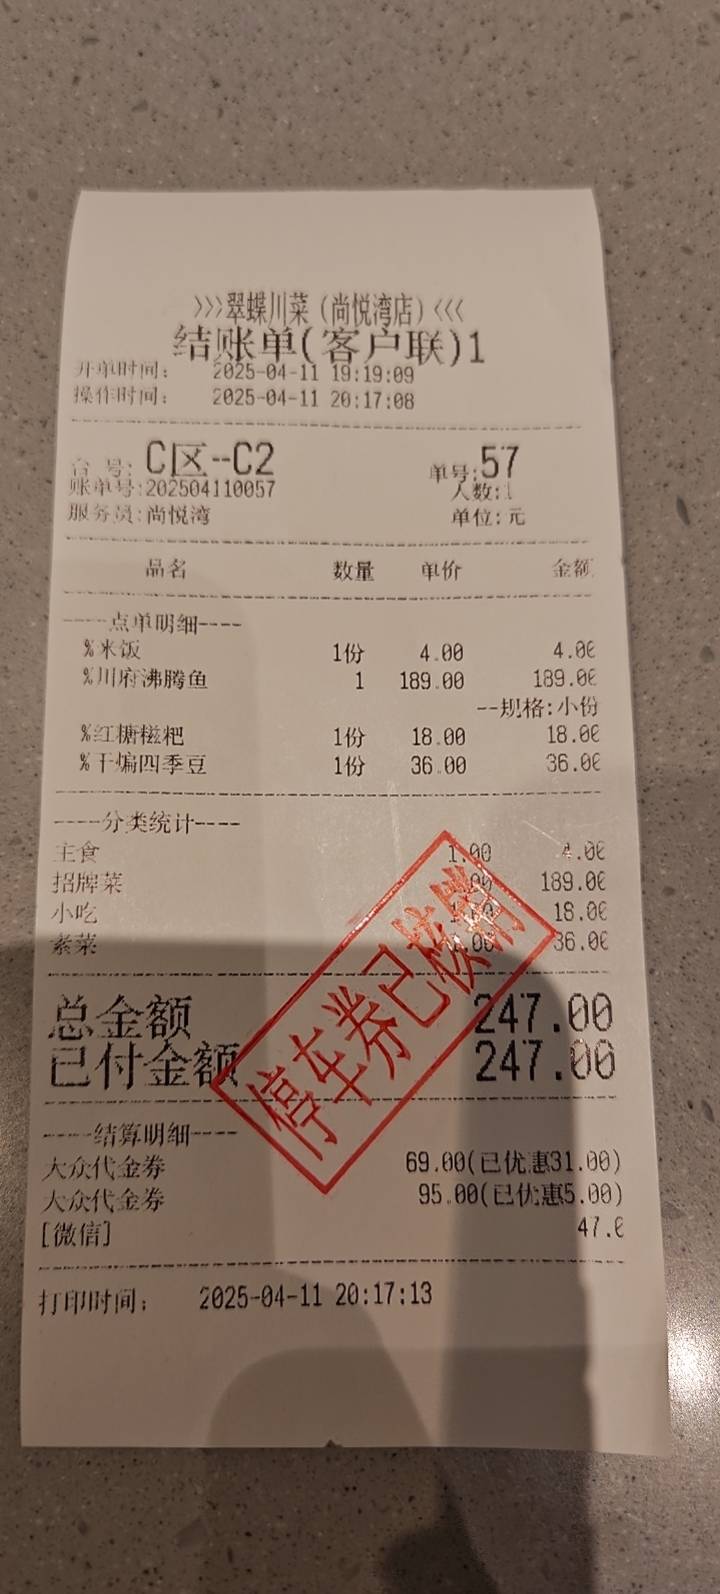 >>>翠蝶川菜(尚悦湾店)<<<
结账单(客户联)1
开单时间: 2025-04-11 19:19:09
操作时间: 2025-04-11 20:17:08
台 号: C区--C2 单号:57
账单号:202504110057 人数:1
服务员:尚悦湾 单位:元
品名 数量 单价 金额
----点单明细----
%米饭 1份 4.00 4.00
%川府沸腾鱼 1 189.00 189.00
--规格:小份
%红糖糍粑 1份 18.00 18.00
%干煸四季豆 1份 36.00 36.00
----分类统计----
主食 1.00 4.00
招牌菜 1.00 189.00
小吃 1.00 18.00
素菜 1.00 36.00
总金额 247.00
已付金额 247.00
停车券已核销
----结算明细----
大众代金券 69.00(已优惠31.00)
大众代金券 95.00(已优惠5.00)
[微信] 47.0
打印时间: 2025-04-11 20:17:13